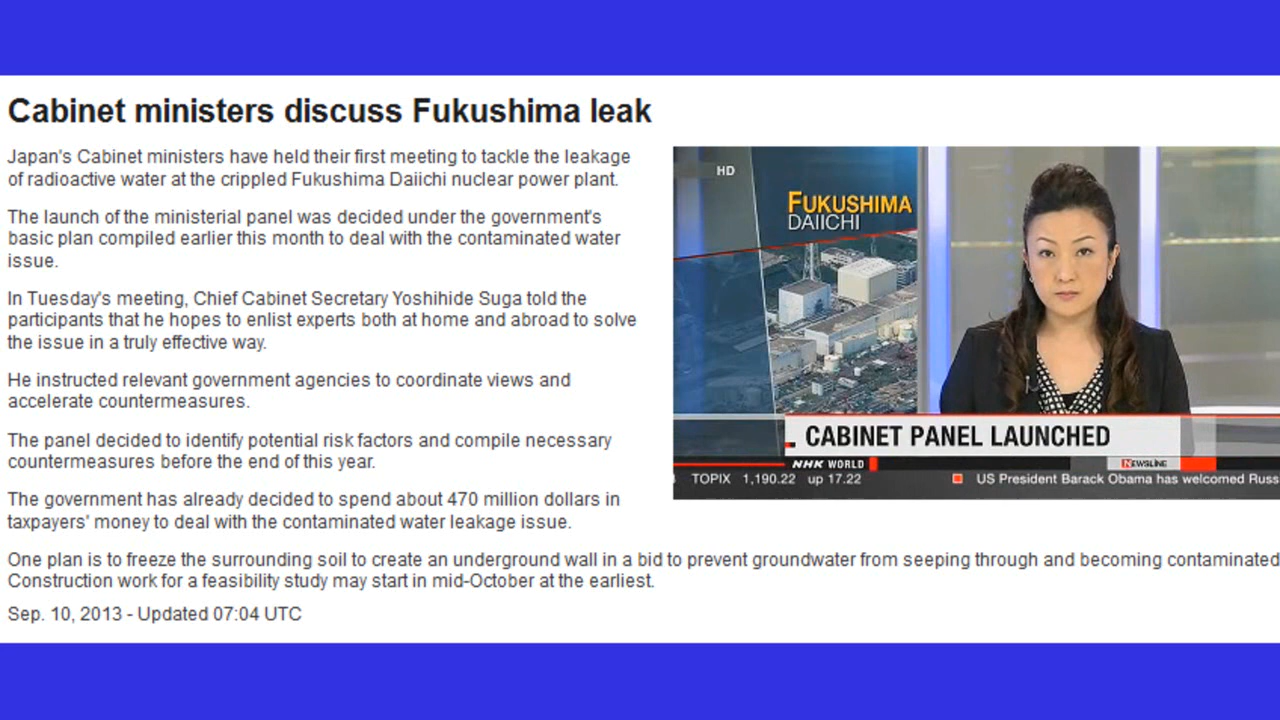 Cabinet ministers discuss Fukushima leak
Japan's Cabinet ministers have held their first meeting to tackle the leakage
of radioactive water at the crippled Fukushima Daiichi nuclear power plant.
The launch of the ministerial panel was decided under the government's
basic plan compiled earlier this month to deal with the contaminated water
issue.
In Tuesday's meeting, Chief Cabinet Secretary Yoshihide Suga told the
participants that he hopes to enlist experts both at home and abroad to solve
the issue in a truly effective way.
He instructed relevant government agencies to coordinate views and
accelerate countermeasures.
The panel decided to identify potential risk factors and compile necessary
countermeasures before the end of this year.
The government has already decided to spend about 470 million dollars in
taxpayers' money to deal with the contaminated water leakage issue.
HD
FUKUSHIMA
DAIICHI
CABINET PANEL LAUNCHED
NHK WORLD
NEWSLINE
TOPIX 1,190.22 up 17.22
US President Barack Obama has welcomed Russ
One plan is to freeze the surrounding soil to create an underground wall in a bid to prevent groundwater from seeping through and becoming contaminated
Construction work for a feasibility study may start in mid-October at the earliest.
Sep. 10, 2013 - Updated 07:04 UTC